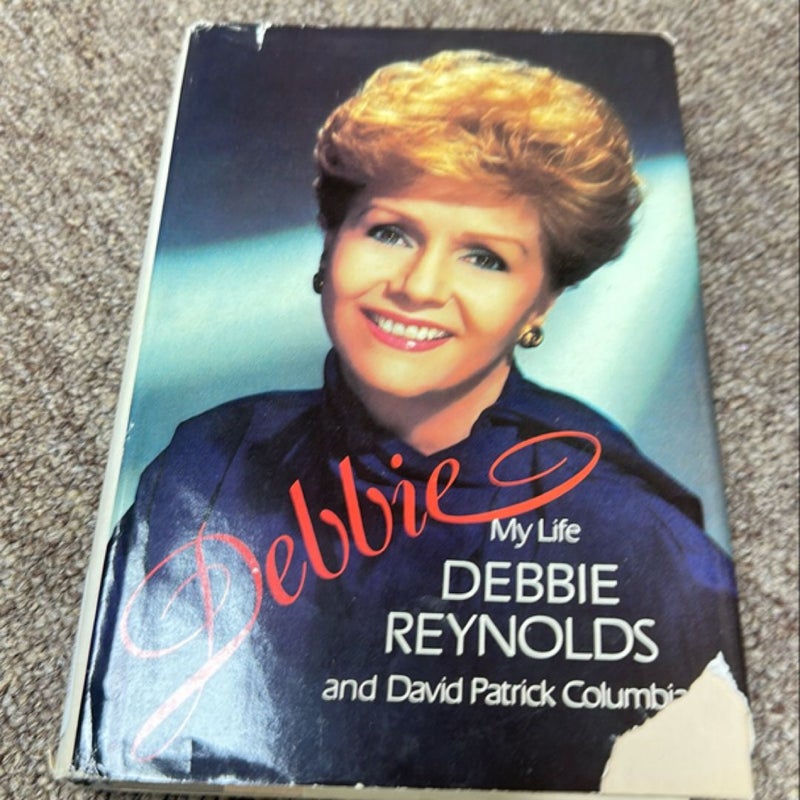 Debbie
My Life
DEBBIE
REYNOLDS
and David Patrick Columbia